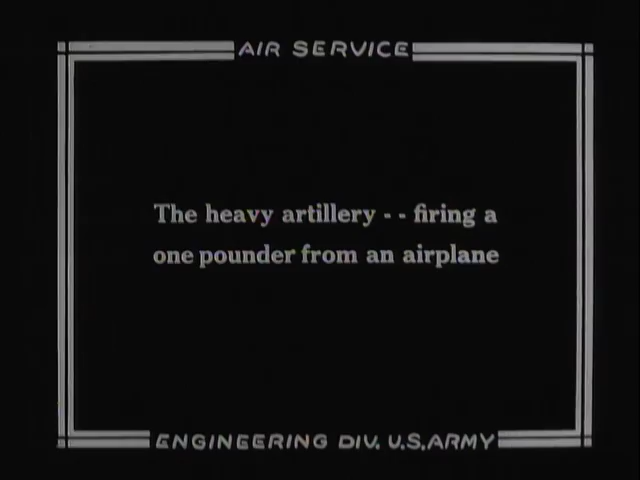 AIR SERVICE
The heavy artillery - - firing a
one pounder from an airplane
ENGINEERING DIV. U.S. ARMY